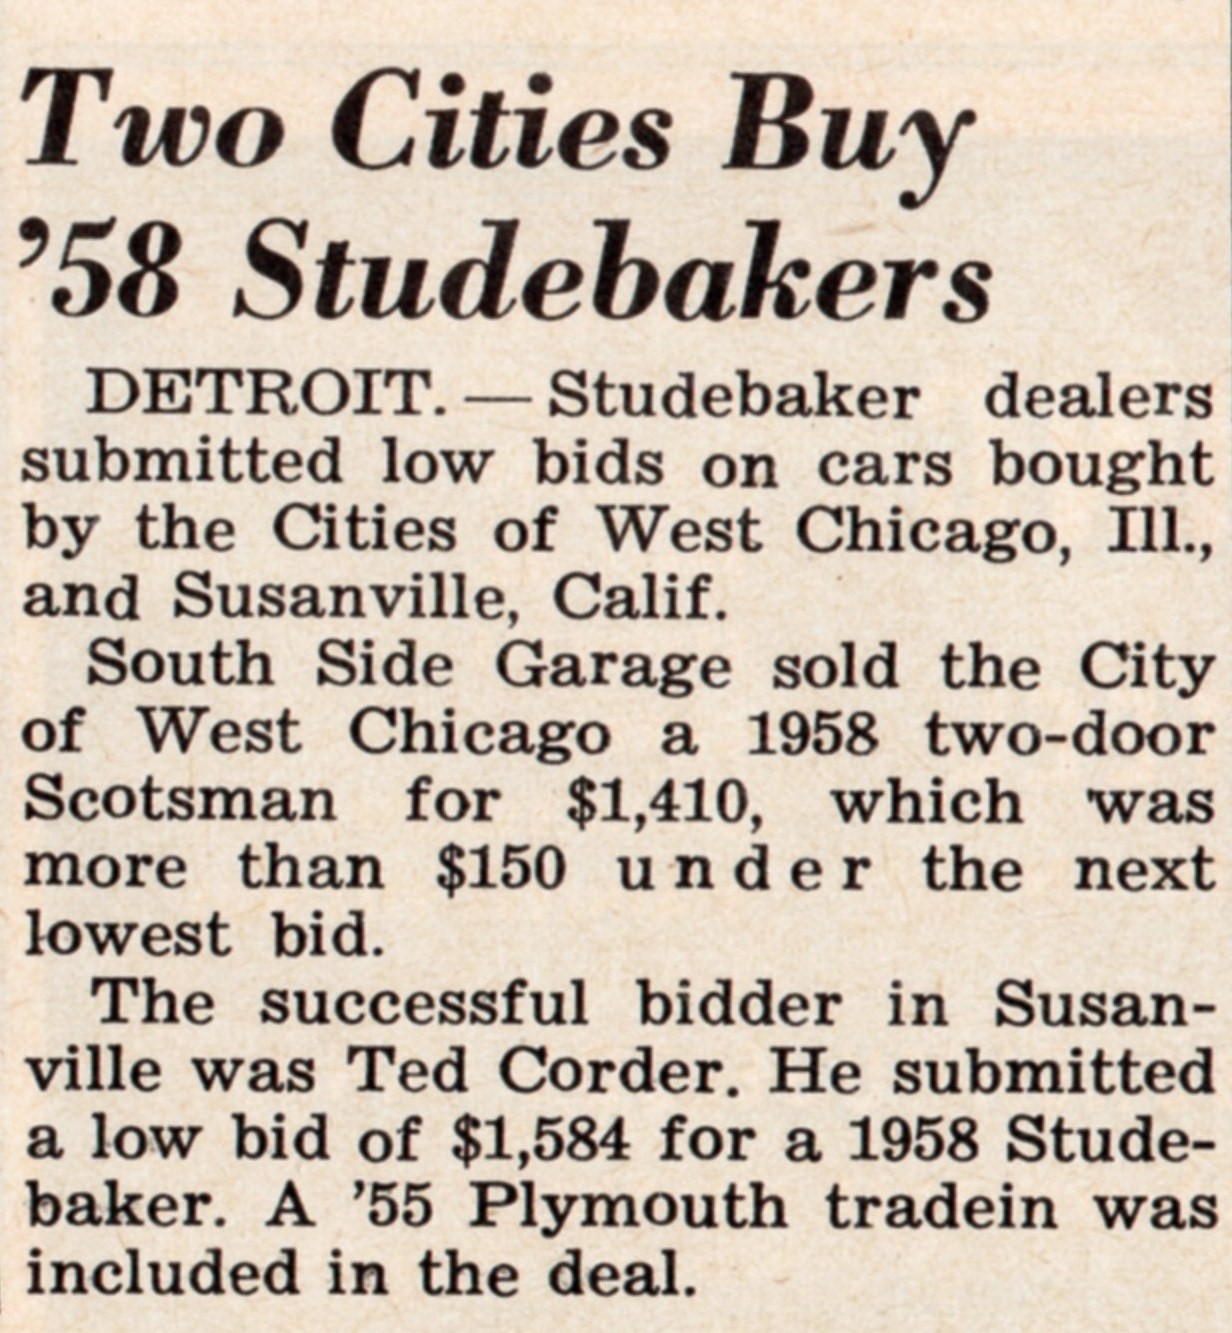 Two Cities Buy
’58 Studebakers
DETROIT. — Studebaker dealers
submitted low bids on cars bought
by the Cities of West Chicago, Ill.,
and Susanville, Calif.
South Side Garage sold the City
of West Chicago a 1958 two-door
Scotsman for $1,410, which was
more than $150 under the next
lowest bid.
The successful bidder in Susan-
ville was Ted Corder. He submitted
a low bid of $1,584 for a 1958 Stude-
baker. A ’55 Plymouth tradein was
included in the deal.